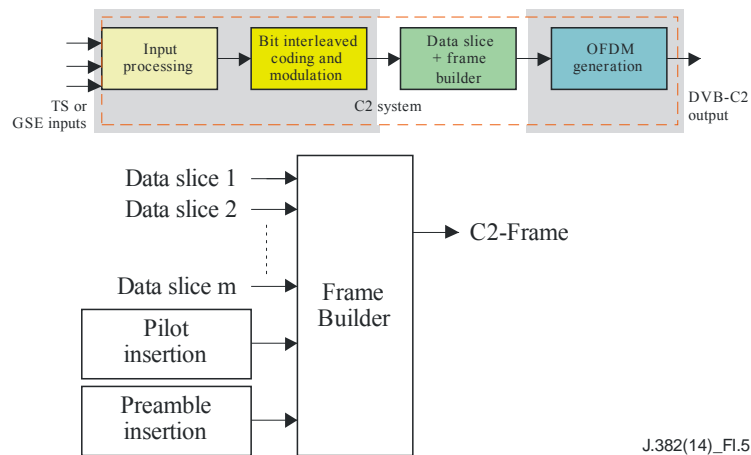 Input
processing
Bit interleaved
coding and
modulation
Data slice
+ frame
builder
OFDM
generation
TS or
GSE inputs
C2 system
DVB-C2
output
Data slice 1
Data slice 2
Data slice m
Pilot
insertion
Preamble
insertion
Frame
Builder
C2-Frame
J.382(14)_FI.5